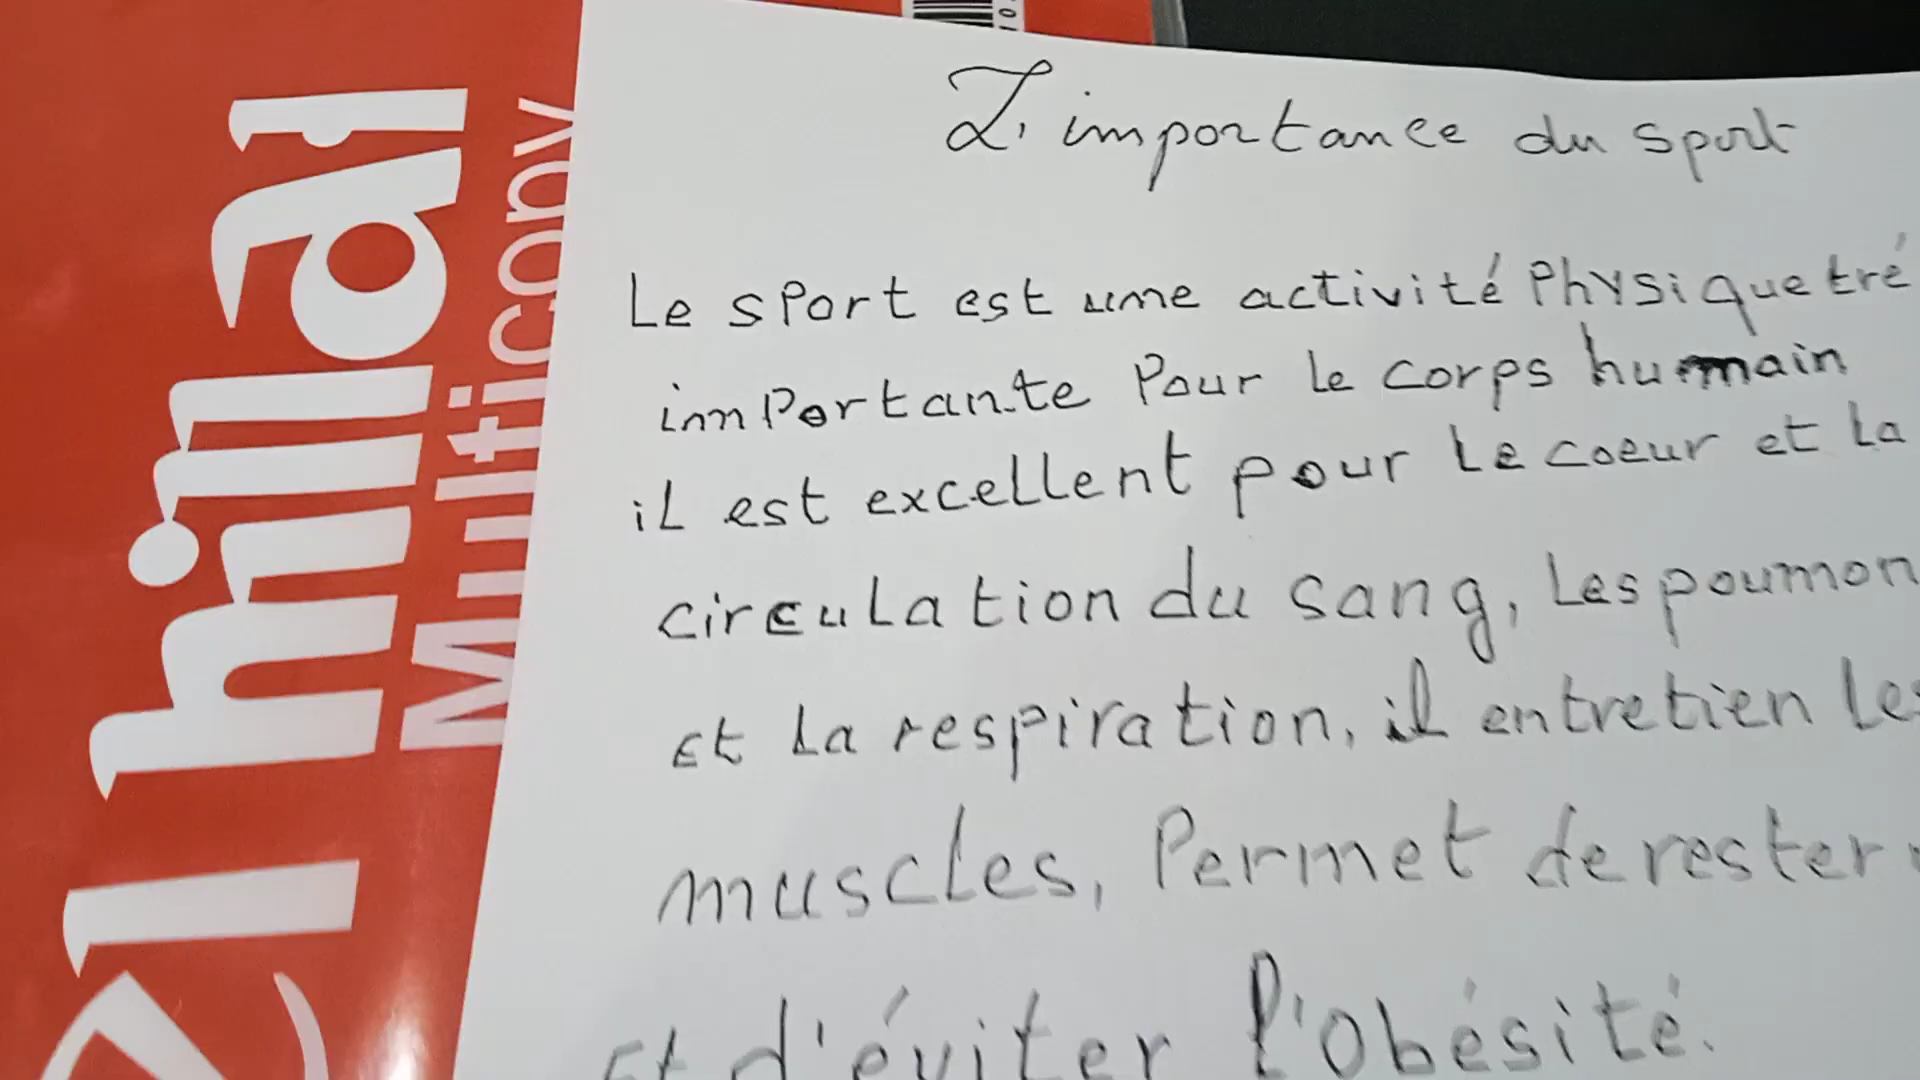 hillal
Multicopy
L'importance du sport
Le sport est une activité Physique tré
importante Pour le corps humain
il est excellent pour le coeur et la
circulation du sang, les poumon
et la respiration, il entretien les
muscles, Permet de rester
et d'éviter l'obésité.